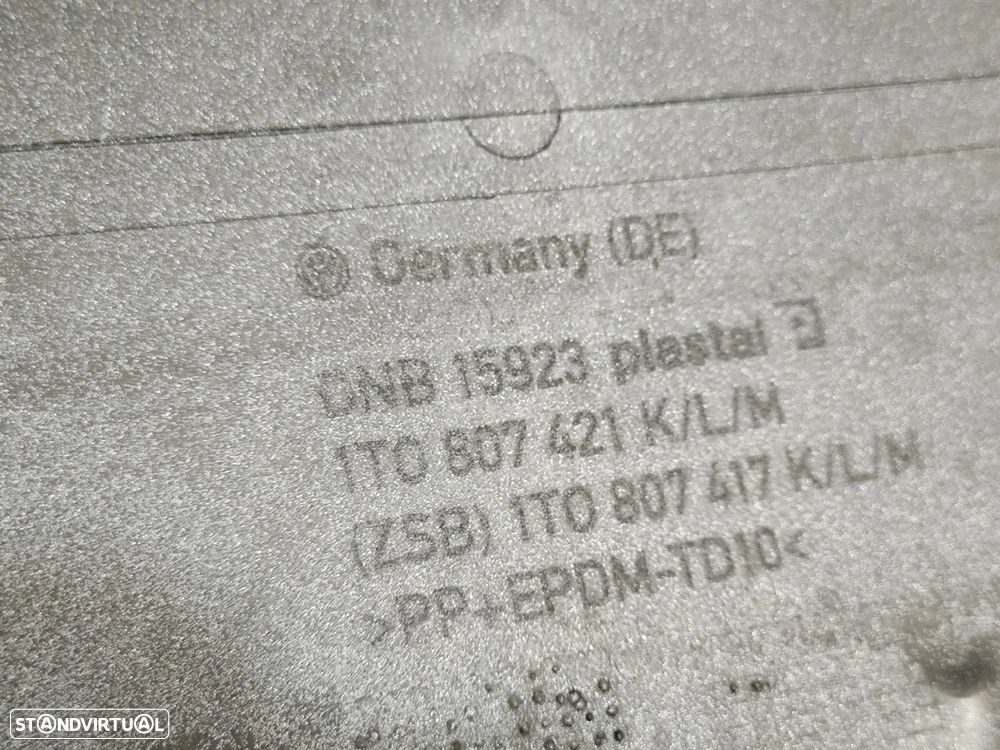 Germany (DE)
DNB 15923 plastal
1T0 807 421 K/L/M
(ZSB) 1T0 807 417 K/L/M
>PP+EPDM-TD10<
STANDVIRTUAL